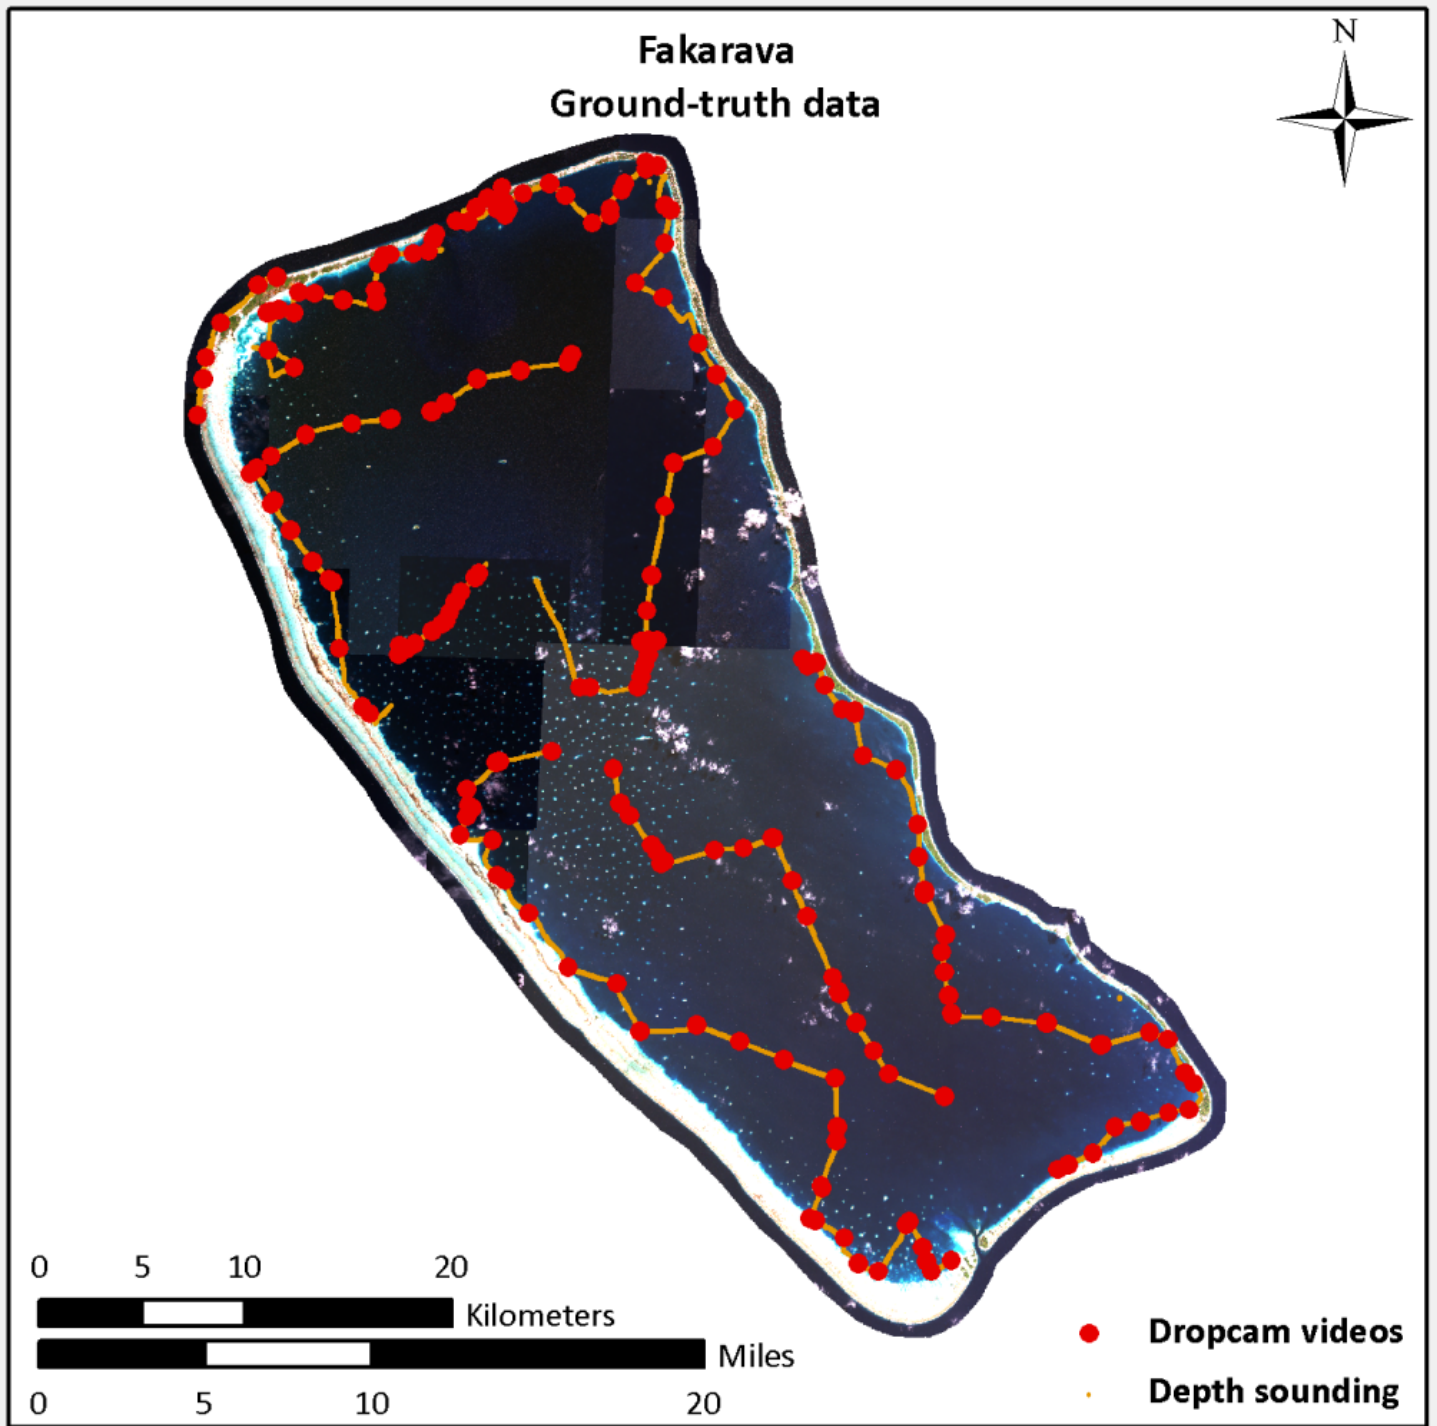 Fakarava
Ground-truth data
N
0 5 10 20
Kilometers
Miles
0 5 10 20
Dropcam videos
Depth sounding